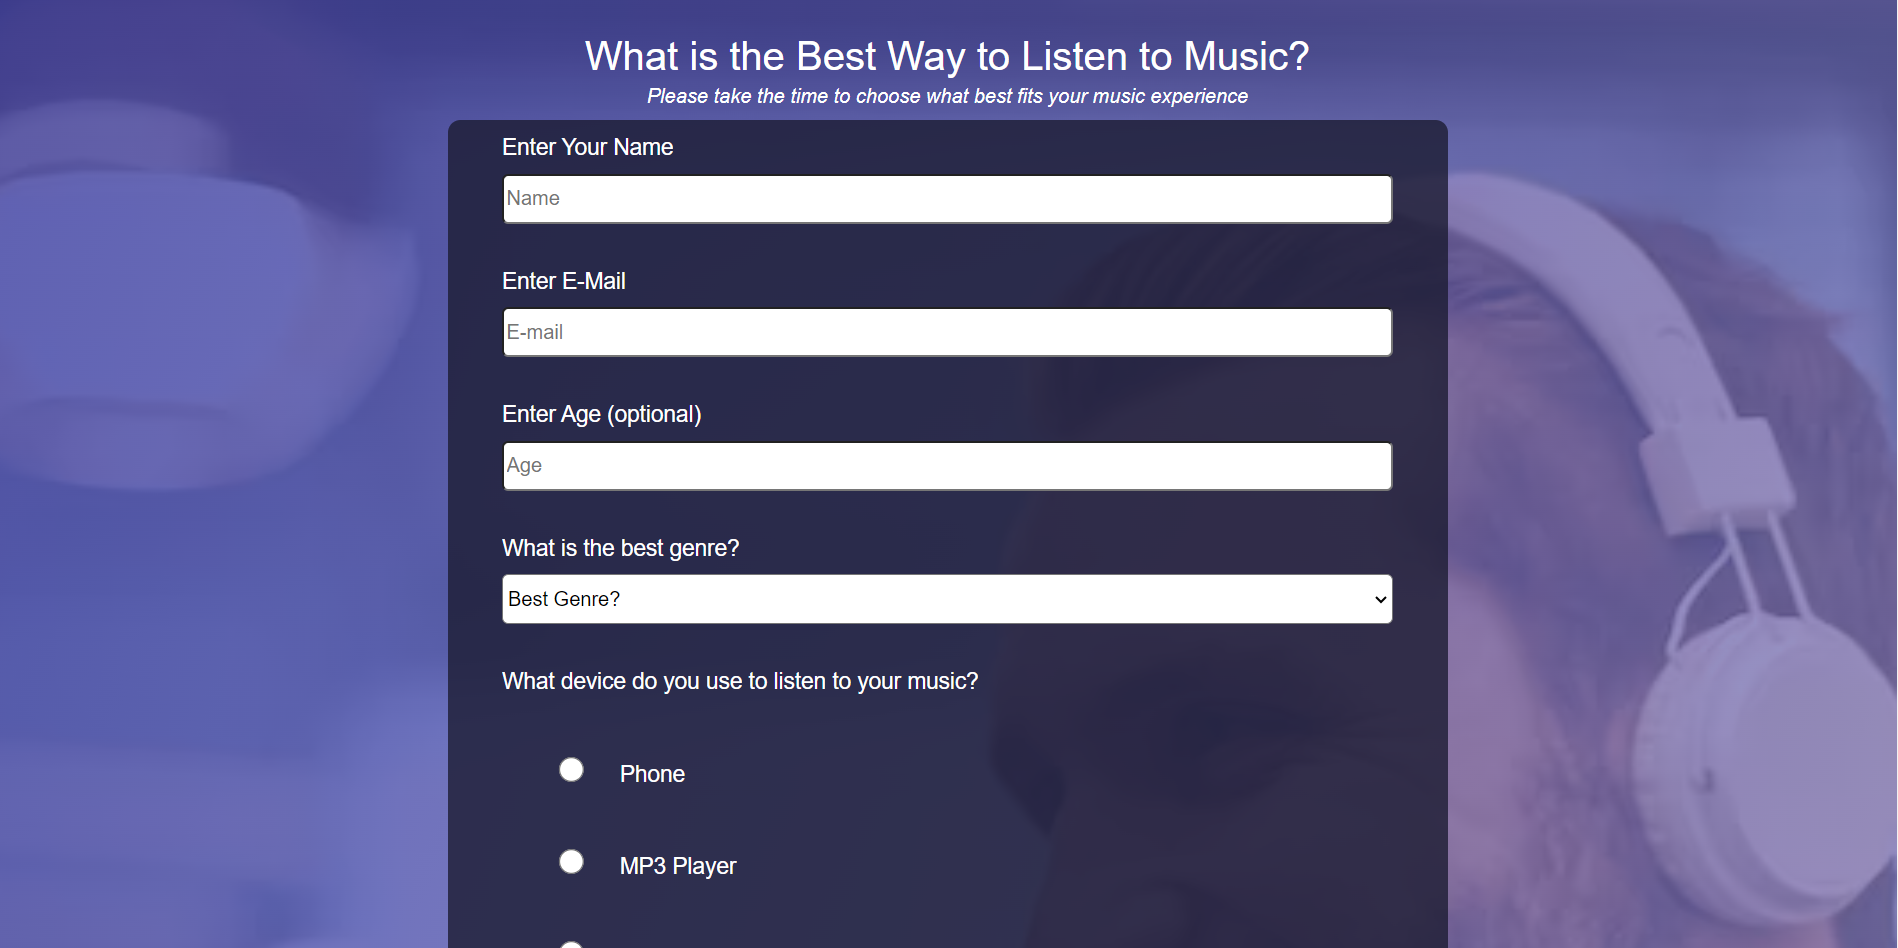 What is the Best Way to Listen to Music?
Please take the time to choose what best fits your music experience
Enter Your Name
Name
Enter E-Mail
E-mail
Enter Age (optional)
Age
What is the best genre?
Best Genre?
What device do you use to listen to your music?
Phone
MP3 Player